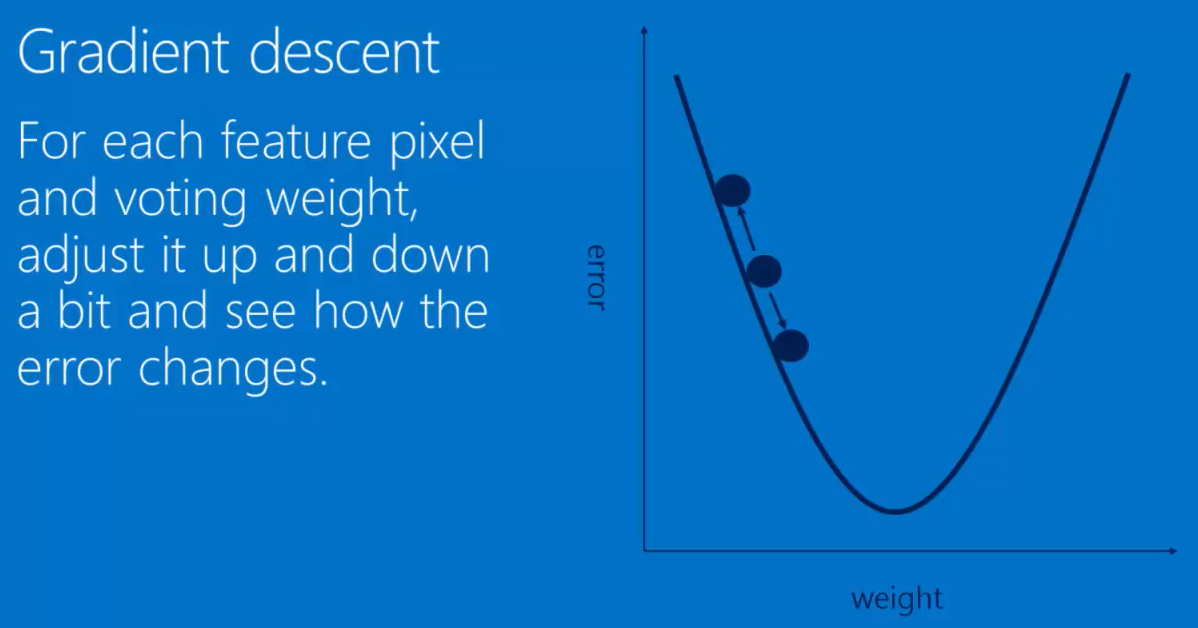 Gradient descent
For each feature pixel
and voting weight,
adjust it up and down
a bit and see how the
error changes.
error
weight